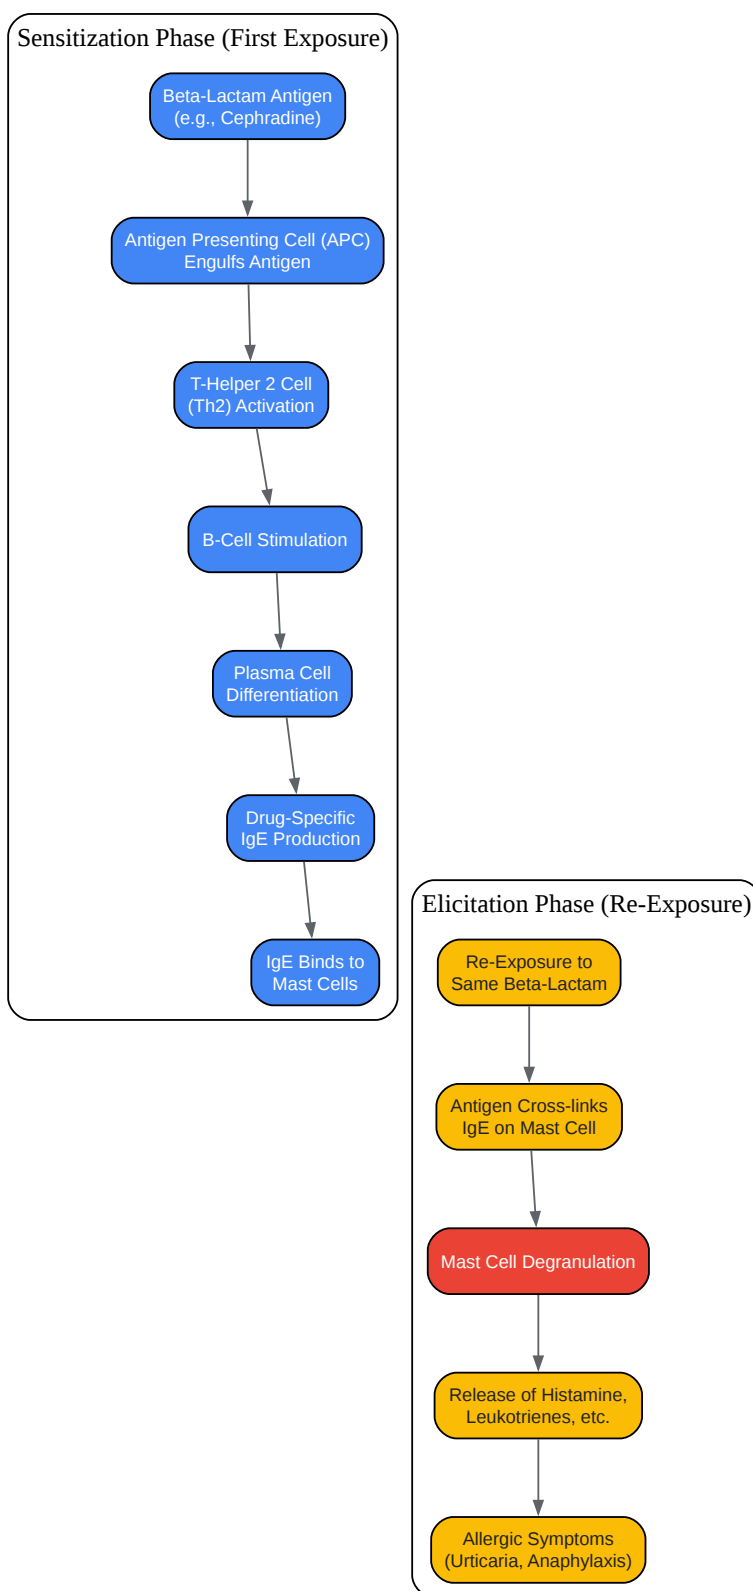 Sensitization Phase (First Exposure)
Beta-Lactam Antigen
(e.g., Cephradine)
Antigen Presenting Cell (APC)
Engulfs Antigen
T-Helper 2 Cell
(Th2) Activation
B-Cell Stimulation
Plasma Cell
Differentiation
Drug-Specific
IgE Production
IgE Binds to
Mast Cells
Elicitation Phase (Re-Exposure)
Re-Exposure to
Same Beta-Lactam
Antigen Cross-links
IgE on Mast Cell
Mast Cell Degranulation
Release of Histamine,
Leukotrienes, etc.
Allergic Symptoms
(Urticaria, Anaphylaxis)